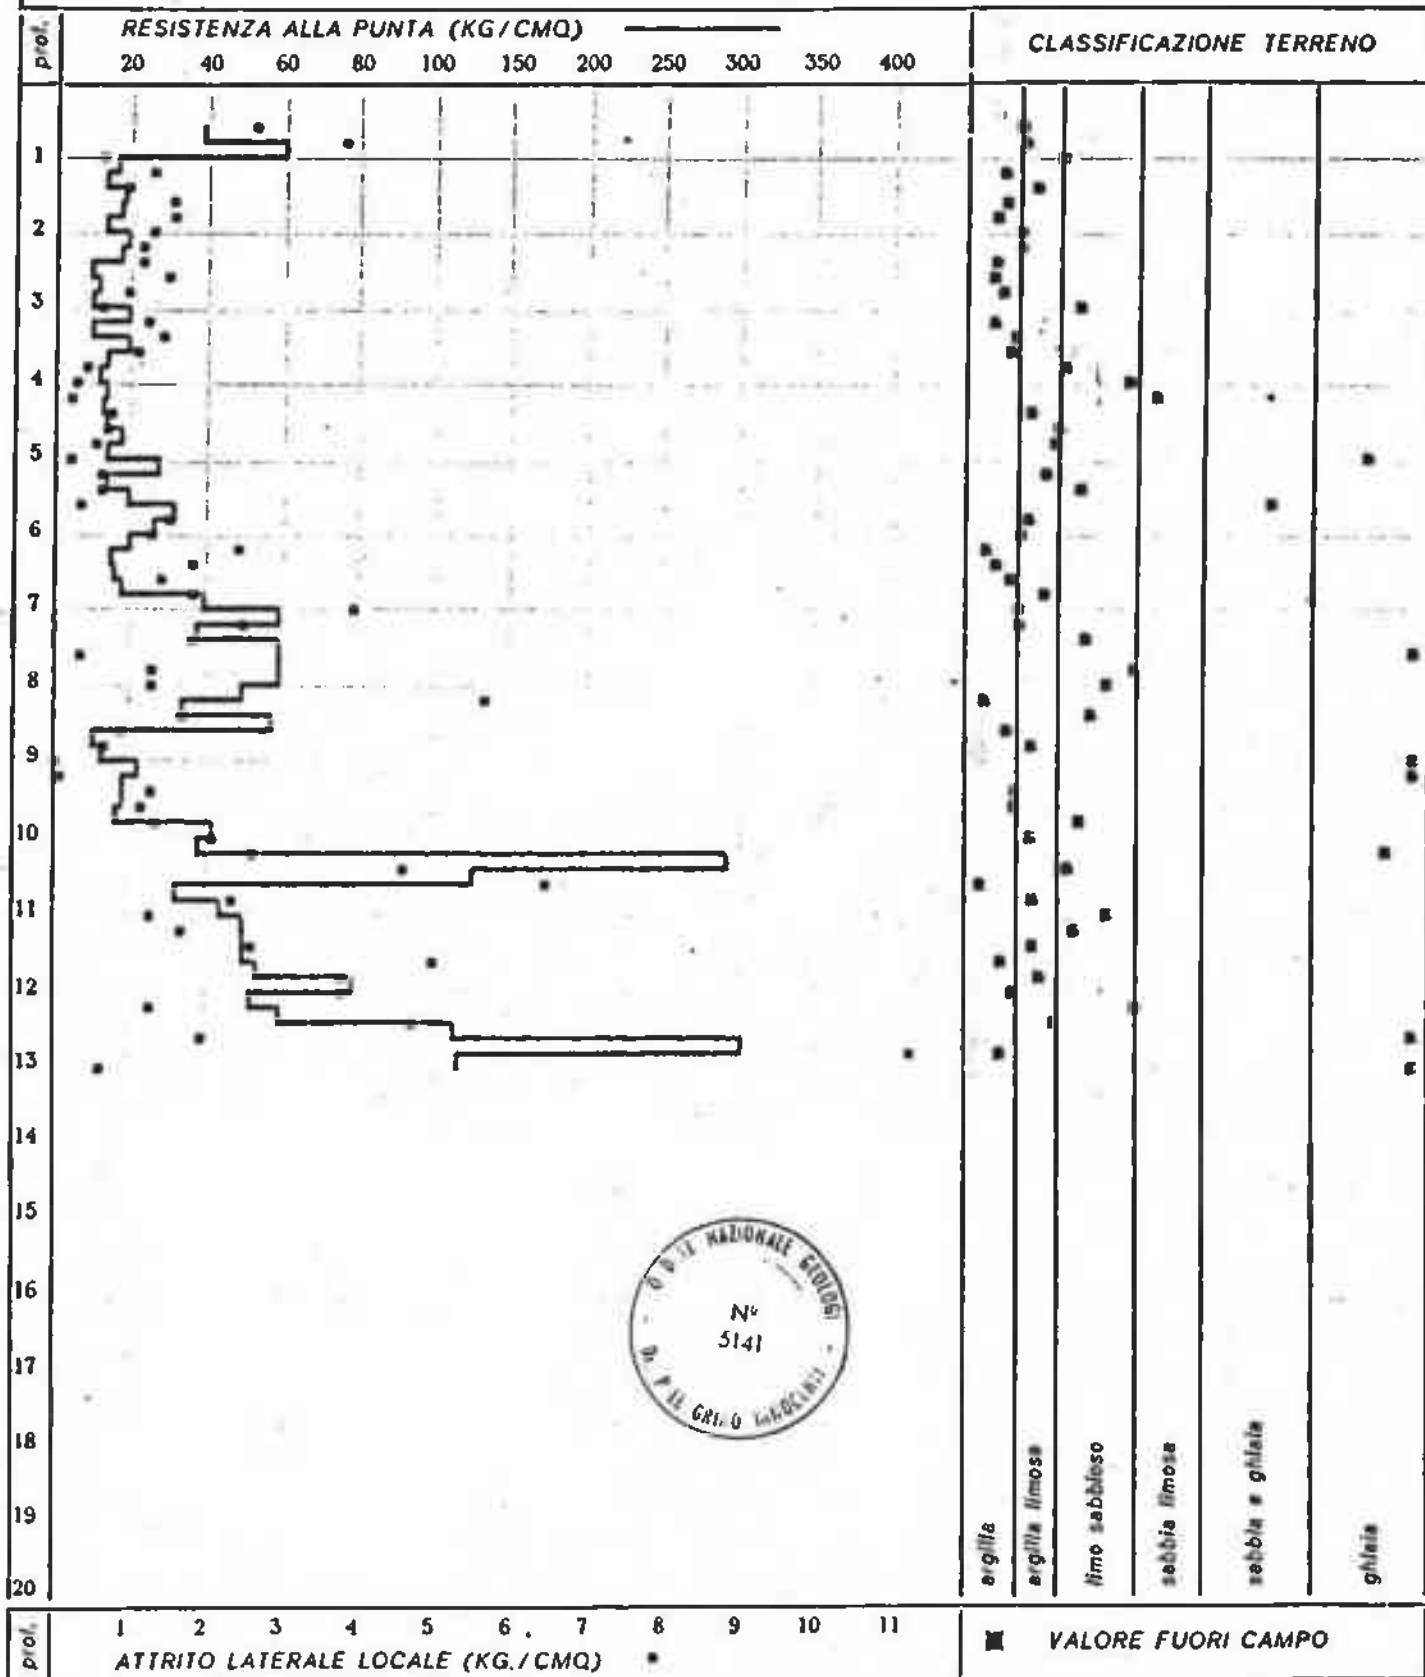 prof.
RESISTENZA ALLA PUNTA (KG/CMQ)
20 40 60 80 100 150 200 250 300 350 400
CLASSIFICAZIONE TERRENO
1
2
3
4
5
6
7
8
9
10
11
12
13
14
15
16
17
18
19
20
NAZIONALE GEOLOGI
Nº
5141
argilla
argilla limosa
limo sabbioso
sabbia limosa
sabbia e ghiaia
ghiaia
prof.
1 2 3 4 5 6 7 8 9 10 11
ATTRITO LATERALE LOCALE (KG./CMQ)
VALORE FUORI CAMPO